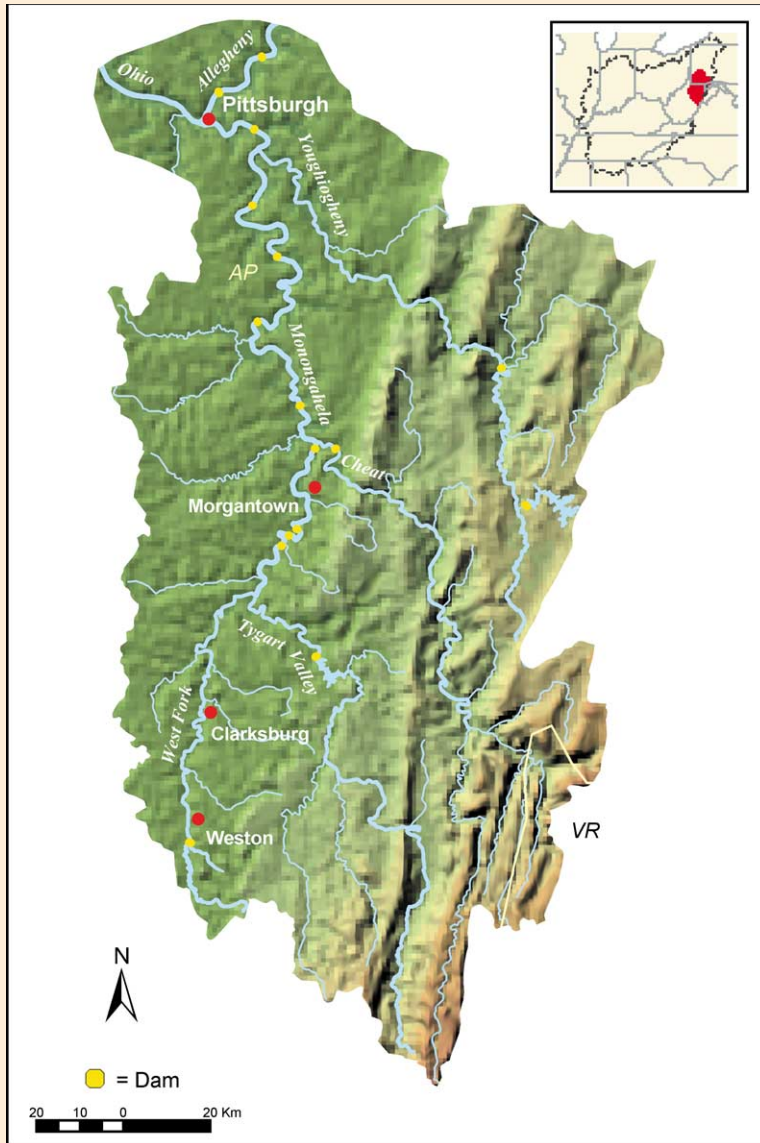 Ohio
Allegheny
Pittsburgh
Youghiogheny
AP
Monongahela
Cheat
Morgantown
Tygart Valley
West Fork
Clarksburg
Weston
VR
N
= Dam
20 10 0 20 Km